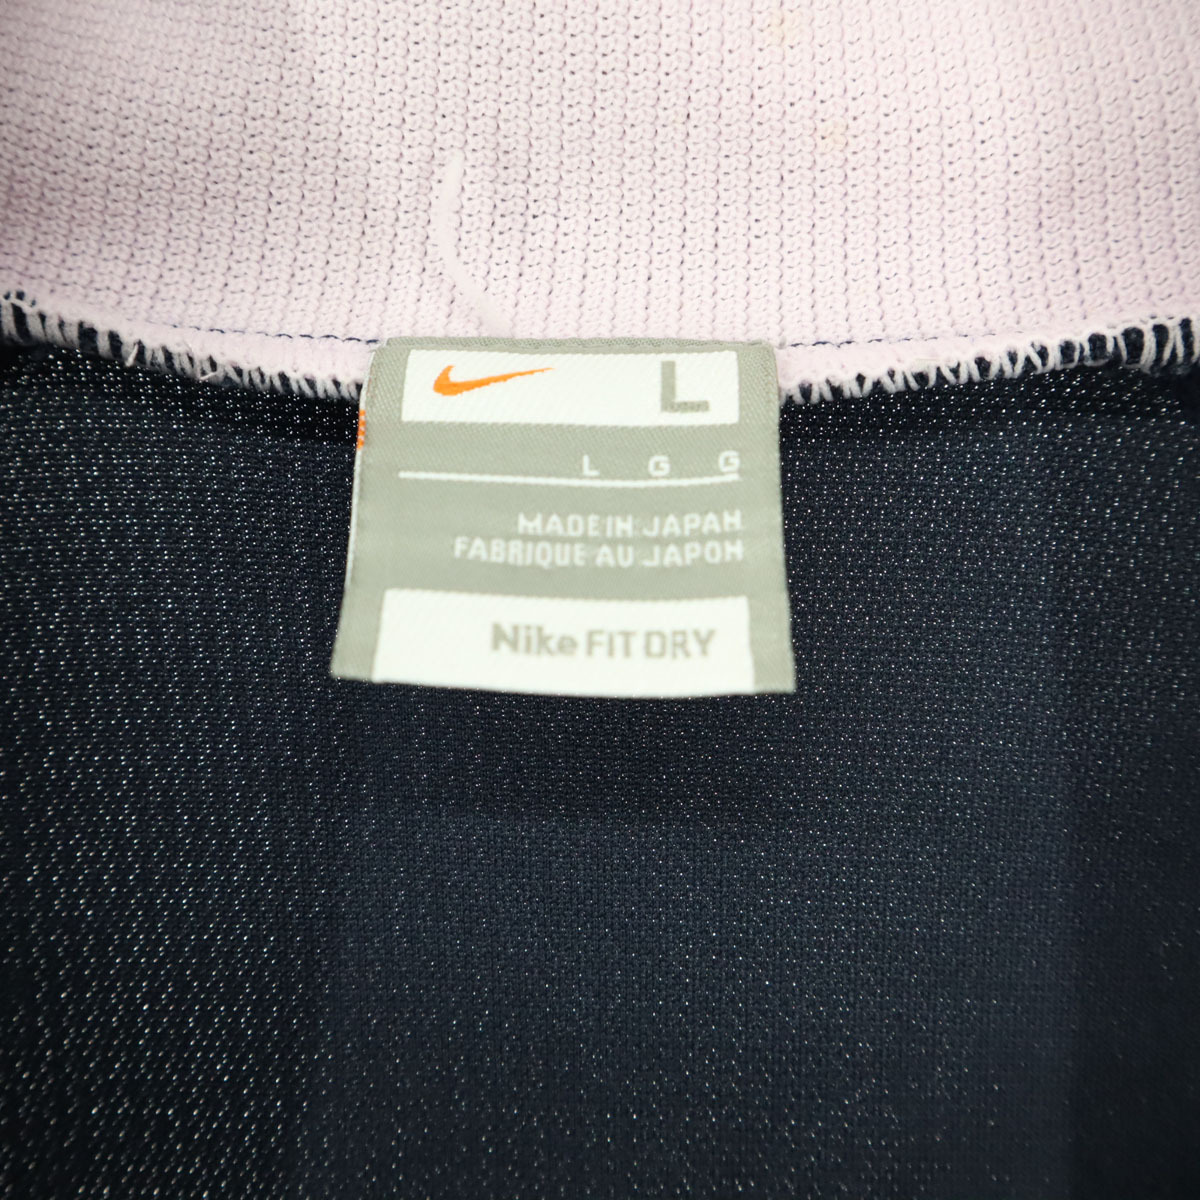 L
L G G
MADE IN JAPAN
FABRIQUE AU JAPON
Nike FIT DRY